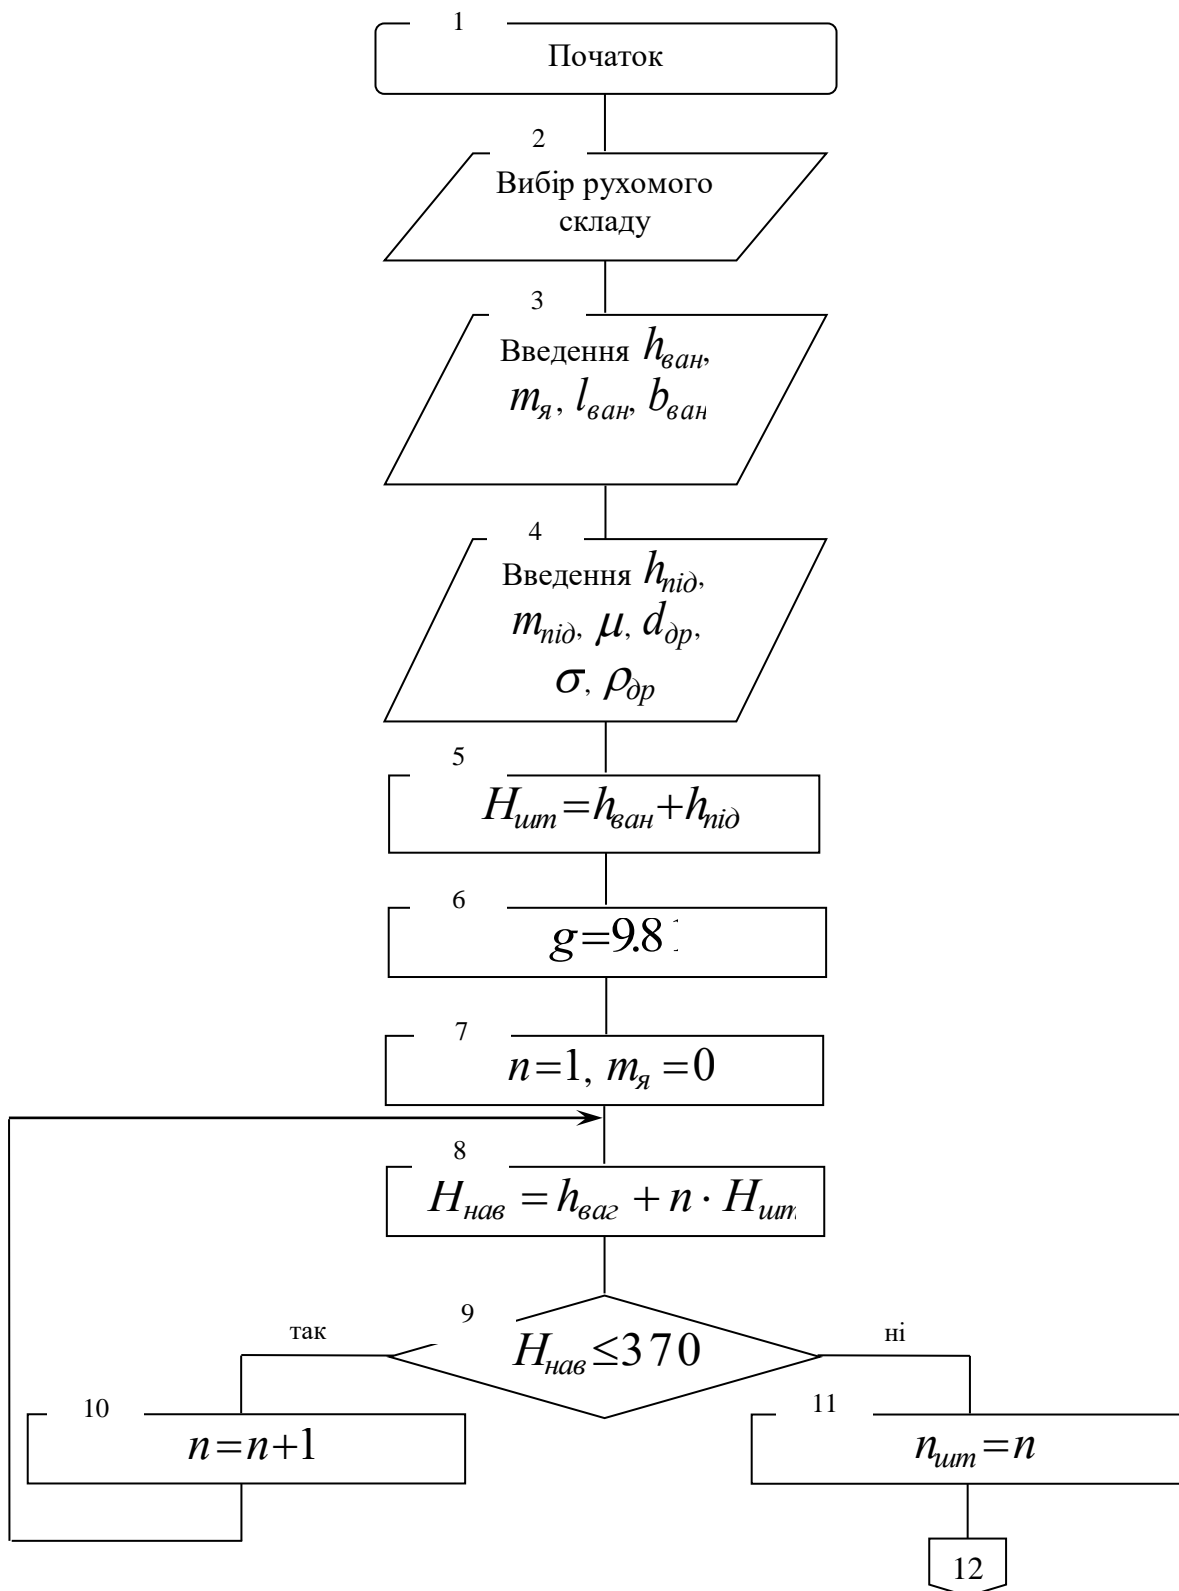 1
Початок
2
Вибір рухомого
складу
3
Введення h_ван,
m_я, l_ван, b_ван
4
Введення h_під,
m_під, μ, d_др,
σ, ρ_др
5
H_шт=h_ван+h_під
6
g=9.81
7
n=1, m_я=0
8
H_нав = h_ваг + n · H_шт
9
H_нав≤370
так
ні
10
n=n+1
11
n_шт=n
12